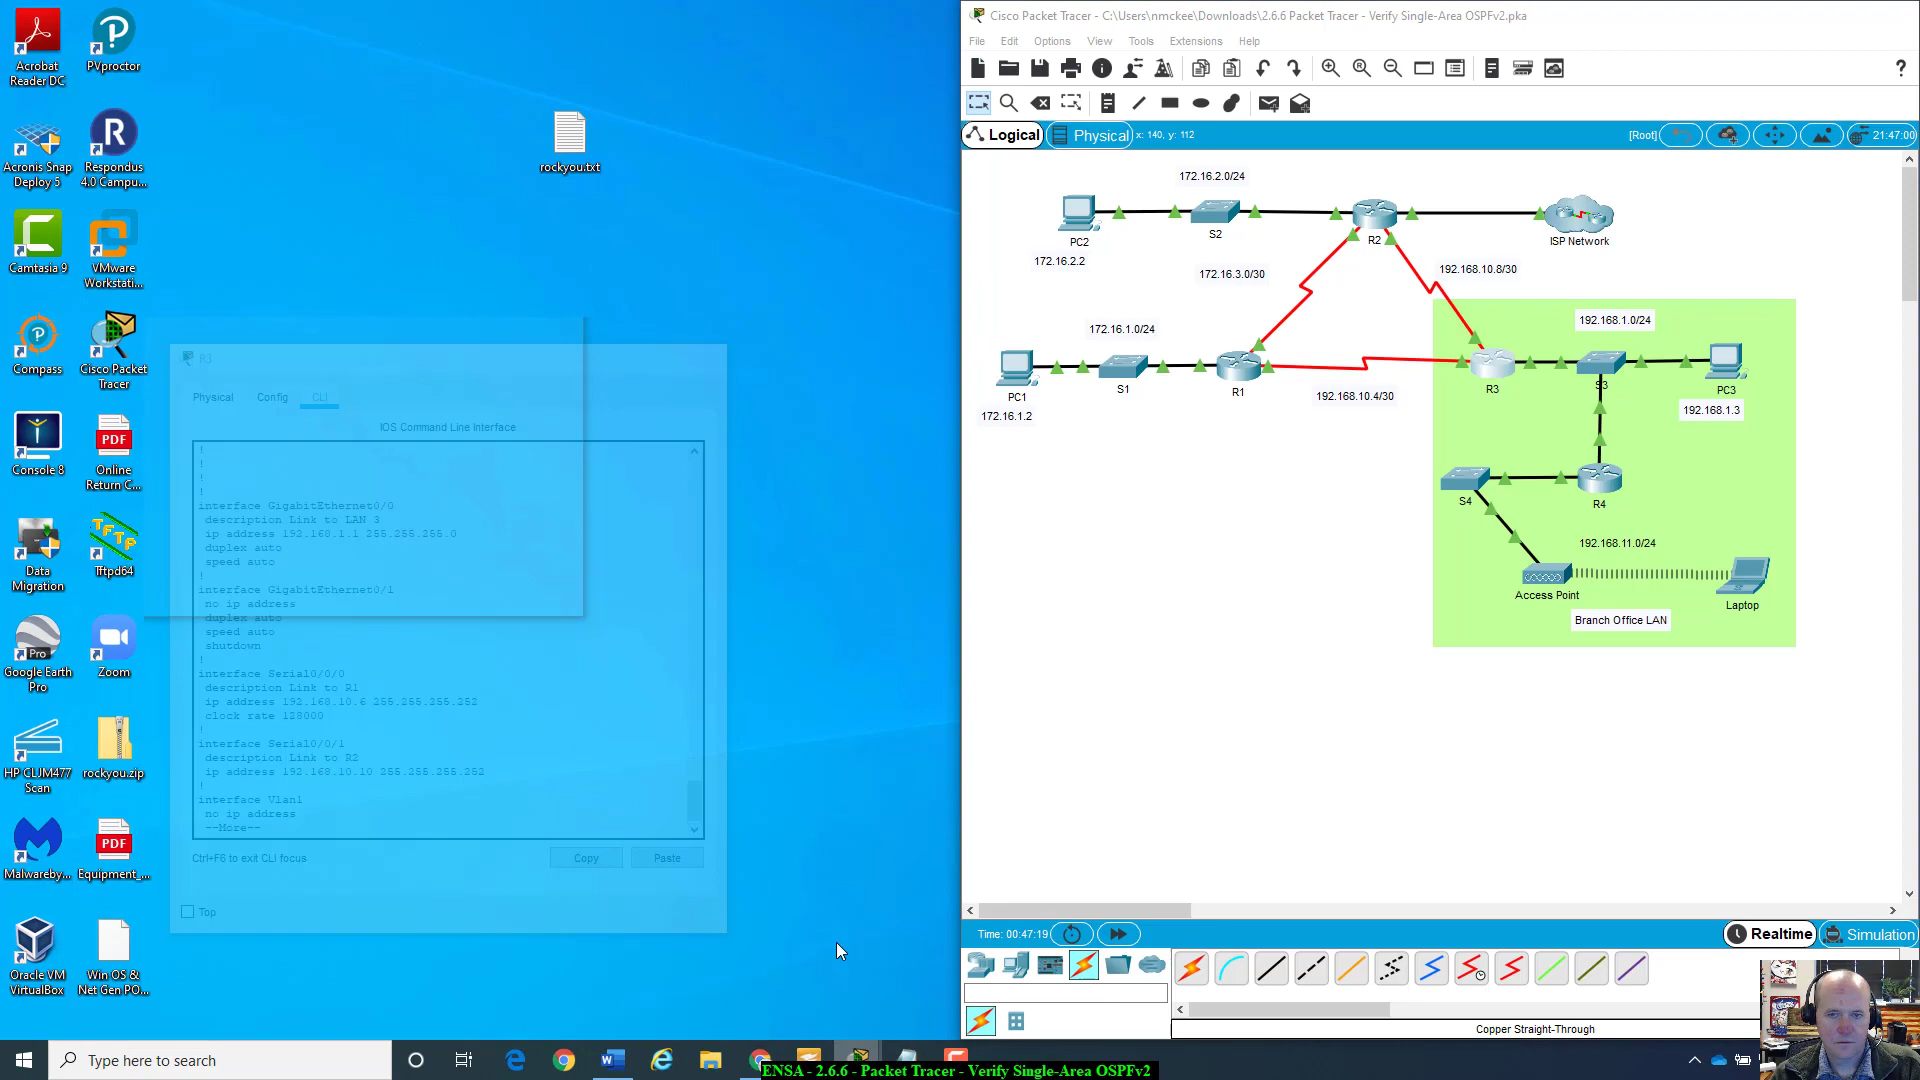 Acrobat
Reader DC
PVproctor
Acronis Snap
Deploy 5
Respondus
4.0 Campu...
Camtasia 9
VMware
Workstati...
Compass
Cisco Packet
Tracer
Console 8
PDF
Online
Return C...
Data
Migration
TFTP
Tftpd64
Pro
Google Earth
Pro
Zoom
HP CLJM477
Scan
rockyou.zip
Malwareby...
PDF
Equipment_...
Oracle VM
VirtualBox
Win OS &
Net Gen PO...
rockyou.txt
R3
Physical
Config
CLI
IOS Command Line Interface
!
!
!
!
interface GigabitEthernet0/0
description Link to LAN 3
ip address 192.168.1.1 255.255.255.0
duplex auto
speed auto
!
interface GigabitEthernet0/1
no ip address
duplex auto
speed auto
shutdown
!
interface Serial0/0/0
description Link to R1
ip address 192.168.10.6 255.255.255.252
clock rate 128000
!
interface Serial0/0/1
description Link to R2
ip address 192.168.10.10 255.255.255.252
!
interface Vlan1
no ip address
--More--
Ctrl+F6 to exit CLI focus
Copy
Paste
Top
Cisco Packet Tracer - C:\Users\nmckee\Downloads\2.6.6 Packet Tracer - Verify Single-Area OSPFv2.pka
File Edit Options View Tools Extensions Help
?
Logical
Physical
x: 140, y: 112
[Root]
21:47:00
172.16.2.0/24
PC2
172.16.2.2
S2
R2
ISP Network
172.16.3.0/30
192.168.10.8/30
192.168.1.0/24
172.16.1.0/24
PC1
172.16.1.2
S1
R1
192.168.10.4/30
R3
S3
PC3
192.168.1.3
S4
R4
192.168.11.0/24
Access Point
Laptop
Branch Office LAN
Time: 00:47:19
Realtime
Simulation
Copper Straight-Through
Type here to search
ENSA - 2.6.6 - Packet Tracer - Verify Single-Area OSPFv2